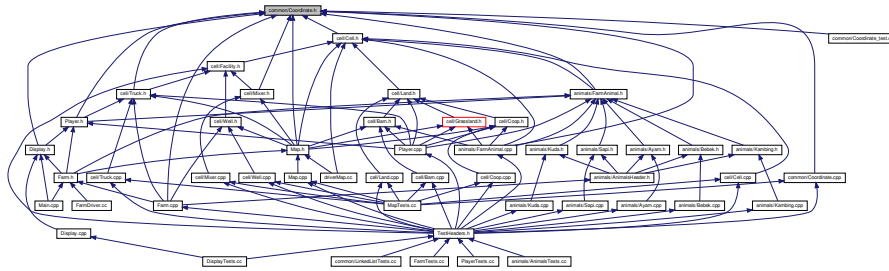 common/Coordinate.h
cell/Cell.h
common/Coordinate_test.cc
cell/Facility.h
cell/Truck.h
cell/Mixer.h
cell/Land.h
animals/FarmAnimal.h
Player.h
cell/Well.h
cell/Barn.h
cell/Grassland.h
cell/Coop.h
Display.h
Map.h
Player.cpp
animals/FarmAnimal.cpp
animals/Kuda.h
animals/Sapi.h
animals/Ayam.h
animals/Bebek.h
animals/Kambing.h
Farm.h
cell/Truck.cpp
cell/Mixer.cpp
cell/Well.cpp
Map.cpp
driverMap.cc
cell/Land.cpp
cell/Barn.cpp
cell/Coop.cpp
animals/AnimalsHeader.h
cell/Cell.cpp
common/Coordinate.cpp
Main.cpp
FarmDriver.cc
Farm.cpp
MapTests.cc
animals/Kuda.cpp
animals/Sapi.cpp
animals/Ayam.cpp
animals/Bebek.cpp
animals/Kambing.cpp
Display.cpp
TestHeaders.h
DisplayTests.cc
common/LinkedListTests.cc
FarmTests.cc
PlayerTests.cc
animals/AnimalsTests.cc